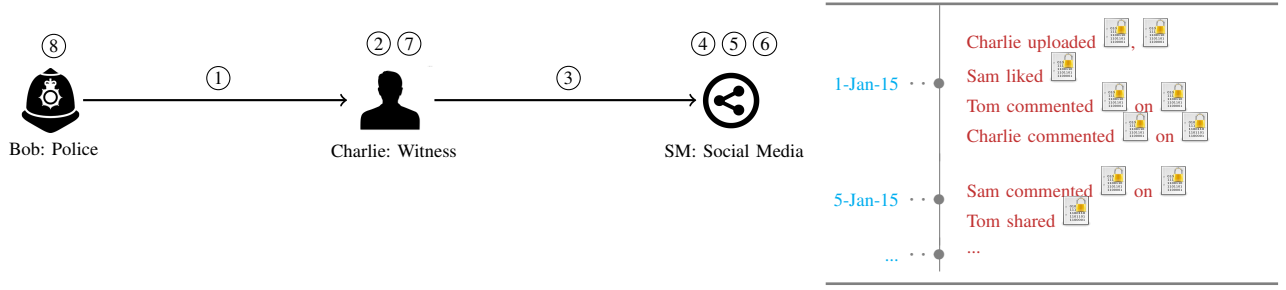 ⑧
② ⑦
④ ⑤ ⑥
①
③
Bob: Police
Charlie: Witness
SM: Social Media
Charlie uploaded ,
1-Jan-15
Sam liked
Tom commented on
Charlie commented on
5-Jan-15
Sam commented on
Tom shared
...
...